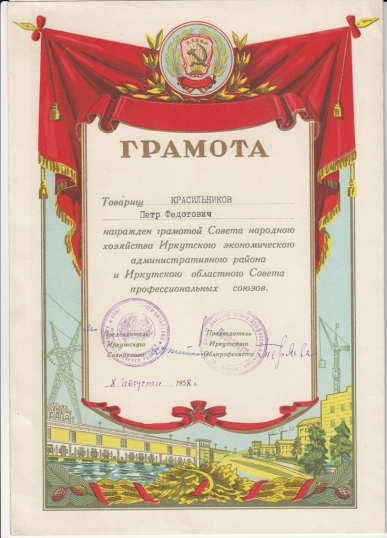 ГРАМОТА
Товарищ КРАСИЛЬНИКОВ
Петр Федотович
награжден грамотой Совета народного
хозяйства Иркутского экономического
административного района
и Иркутского областного Совета
профессиональных союзов.
Председатель Председатель
Иркутского Иркутского
Совнархоза Облпрофсовета
8 августа 1958 г.